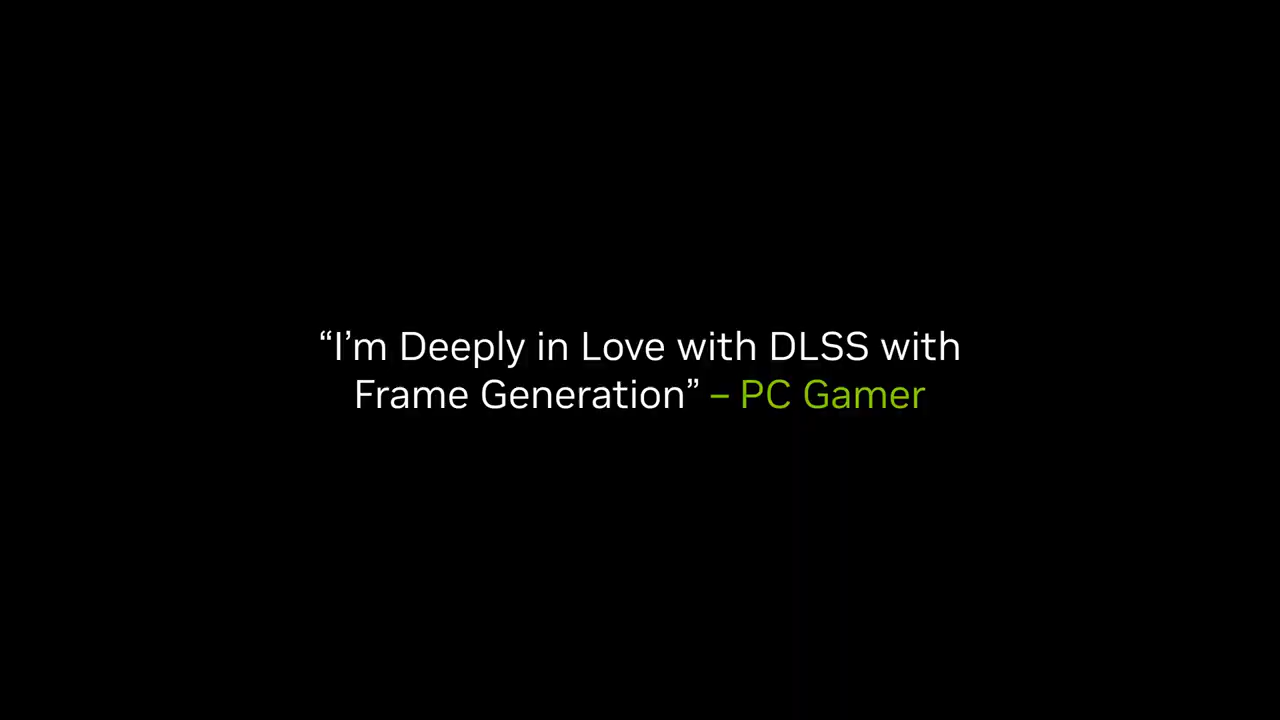 “I’m Deeply in Love with DLSS with
Frame Generation” – PC Gamer